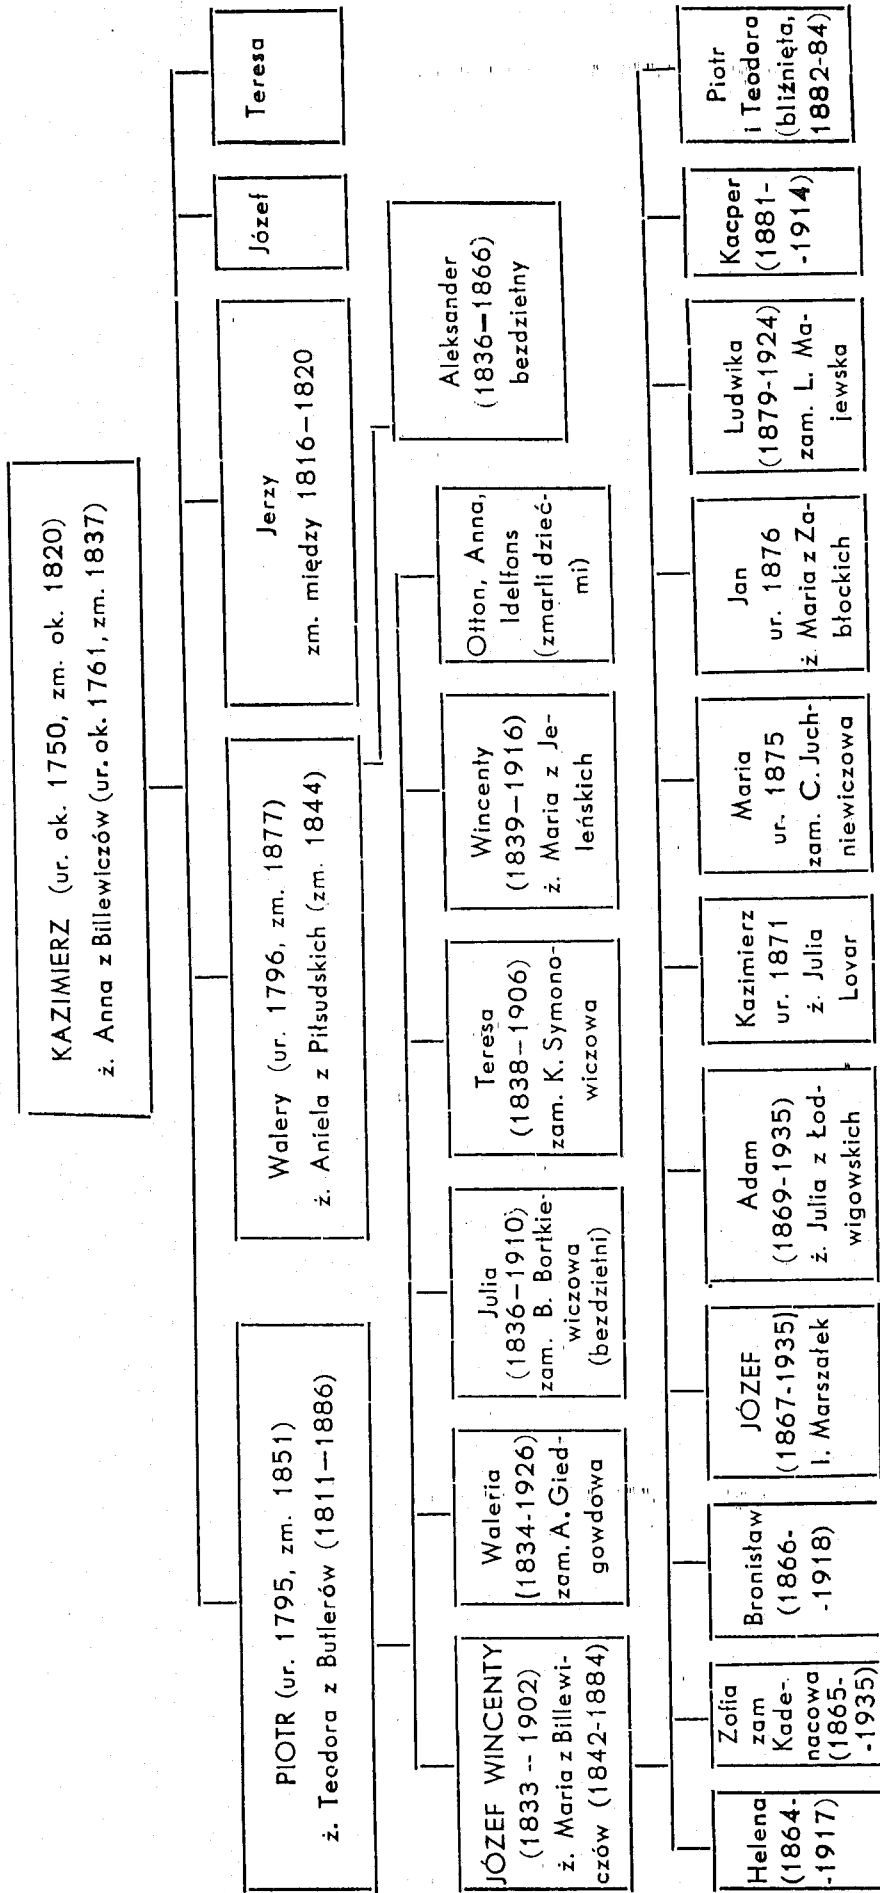 KAZIMIERZ (ur. ok. 1750, zm. ok. 1820)
ż. Anna z Billewiczów (ur. ok. 1761, zm. 1837)
PIOTR (ur. 1795, zm. 1851)
ż. Teodora z Butlerów (1811—1886)
Walery (ur. 1796, zm. 1877)
ż. Aniela z Piłsudskich (zm. 1844)
Jerzy
zm. między 1816—1820
Józef
Teresa
JÓZEF WINCENTY
(1833 -- 1902)
ż. Maria z Billewi-
czów (1842-1884)
Waleria
(1834-1926)
zam. A. Gied-
gowdowa
Julia
(1836—1910)
zam. B. Bortkie-
wiczowa
(bezdzietni)
Teresa
(1838—1906)
zam. K. Symono-
wiczowa
Wincenty
(1839—1916)
ż. Maria z Je-
leńskich
Otton, Anna,
Idelfons
(zmarli dzieć-
mi)
Aleksander
(1836—1866)
bezdzietny
Helena
(1864-
-1917)
Zofia
zam
Kade-
nacowa
(1865-
-1935)
Bronisław
(1866-
-1918)
JÓZEF
(1867-1935)
I. Marszałek
Adam
(1869-1935)
ż. Julia z Łod-
wigowskich
Kazimierz
ur. 1871
ż. Julia
Lovar
Maria
ur. 1875
zam. C. Juch-
niewiczowa
Jan
ur. 1876
ż. Maria z Za-
błockich
Ludwika
(1879-1924)
zam. L. Ma-
jewska
Kacper
(1881-
-1914)
Piotr
i Teodora
(bliźnięta,
1882-84)